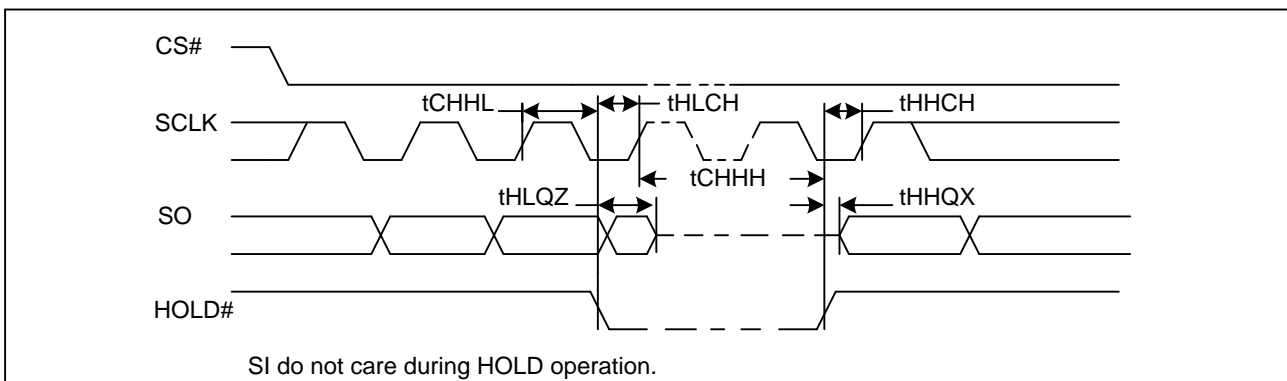 CS#
tCHHL
tHLCH
tHHCH
SCLK
tCHHH
tHLQZ
tHHQX
SO
HOLD#
SI do not care during HOLD operation.